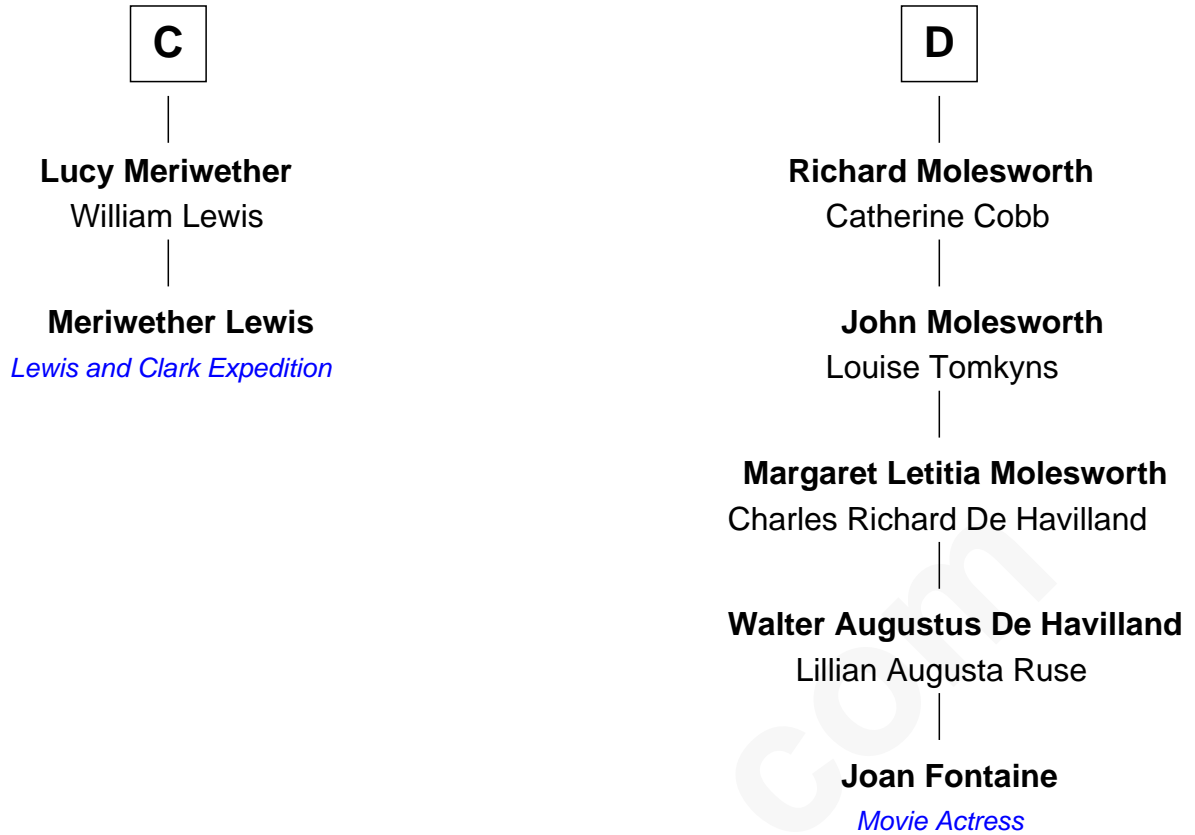 C
Lucy Meriwether
William Lewis
Meriwether Lewis
Lewis and Clark Expedition
D
Richard Molesworth
Catherine Cobb
John Molesworth
Louise Tomkyns
Margaret Letitia Molesworth
Charles Richard De Havilland
Walter Augustus De Havilland
Lillian Augusta Ruse
Joan Fontaine
Movie Actress
com